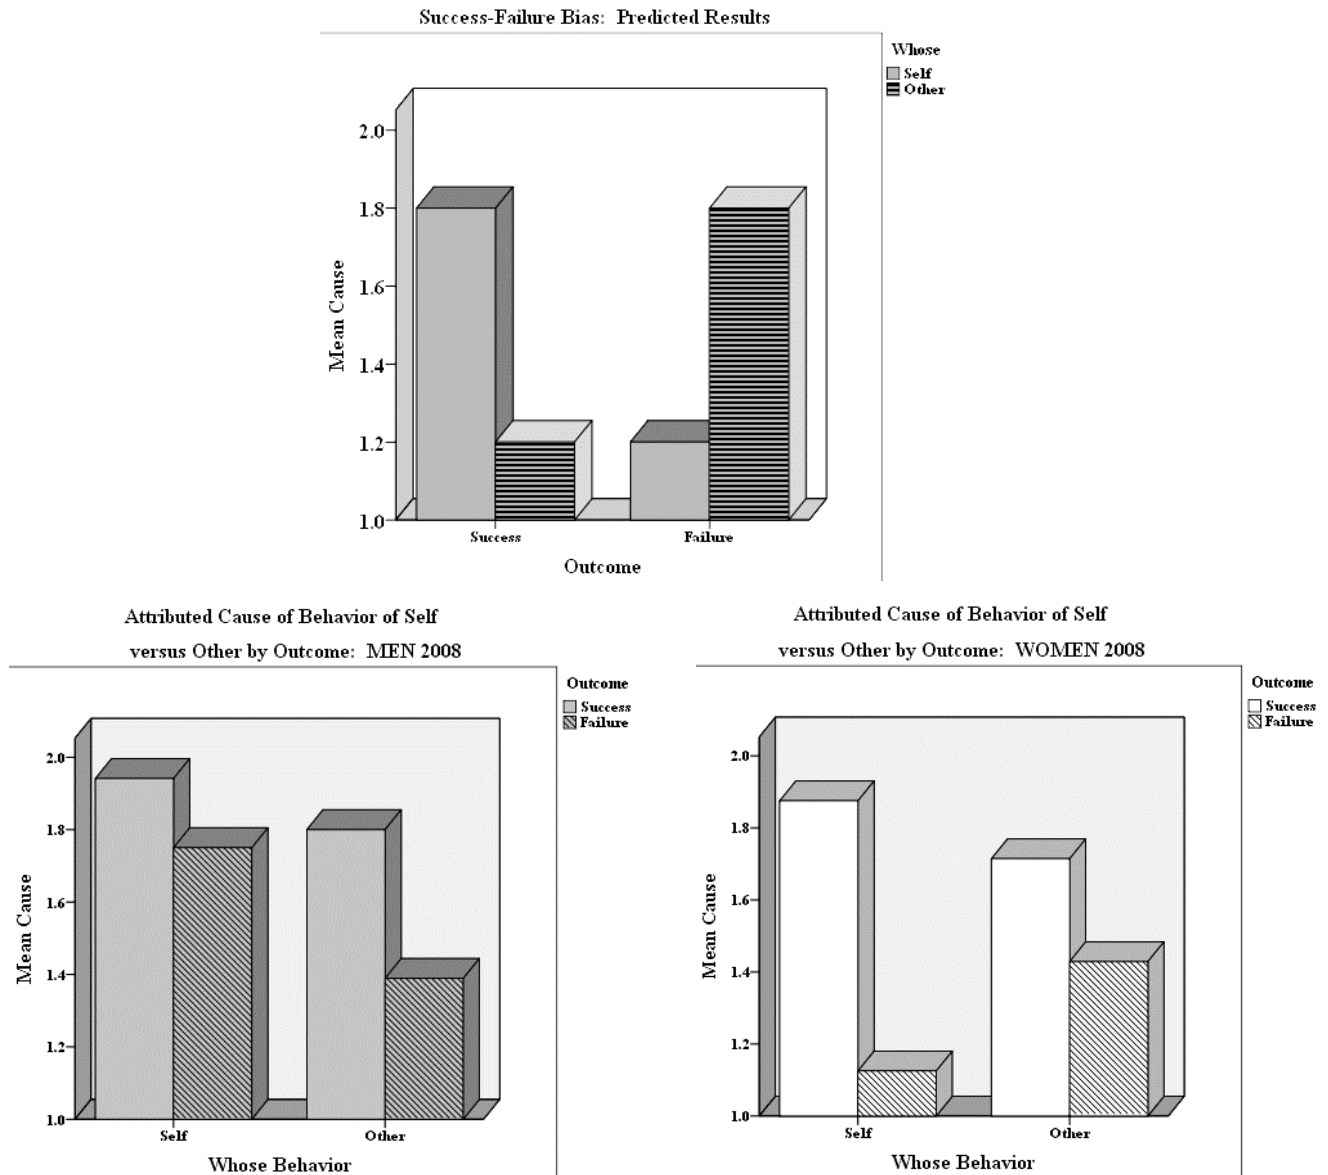 Success-Failure Bias:  Predicted Results
Whose
Self
Other
2.0
1.8
1.6
1.4
1.2
1.0
Mean Cause
Success
Failure
Outcome
Attributed Cause of Behavior of Self
versus Other by Outcome:  MEN 2008
Outcome
Success
Failure
2.0
1.8
1.6
1.4
1.2
1.0
Mean Cause
Self
Other
Whose Behavior
Attributed Cause of Behavior of Self
versus Other by Outcome:  WOMEN 2008
Outcome
Success
Failure
2.0
1.8
1.6
1.4
1.2
1.0
Mean Cause
Self
Other
Whose Behavior